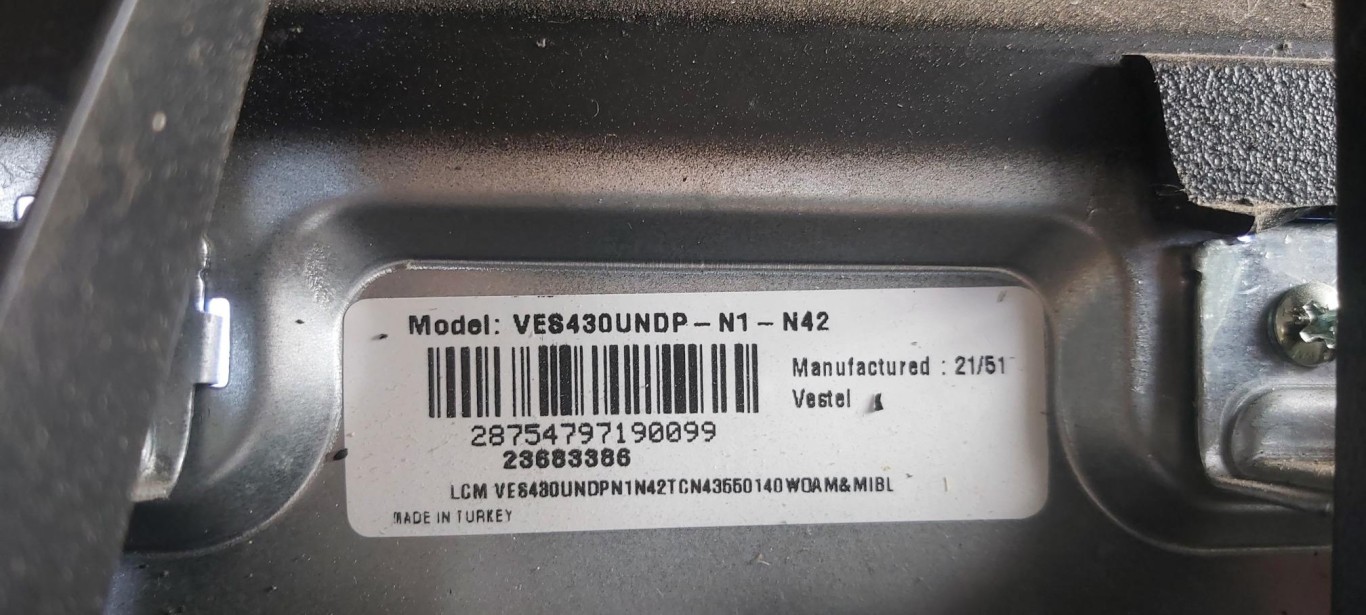 Model: VES430UNDP-N1-N42
Manufactured : 21/51
Vestel
28754797190099
23683386
LCM VES430UNDPN1N42TCN43550140WOAM&MIBL
MADE IN TURKEY